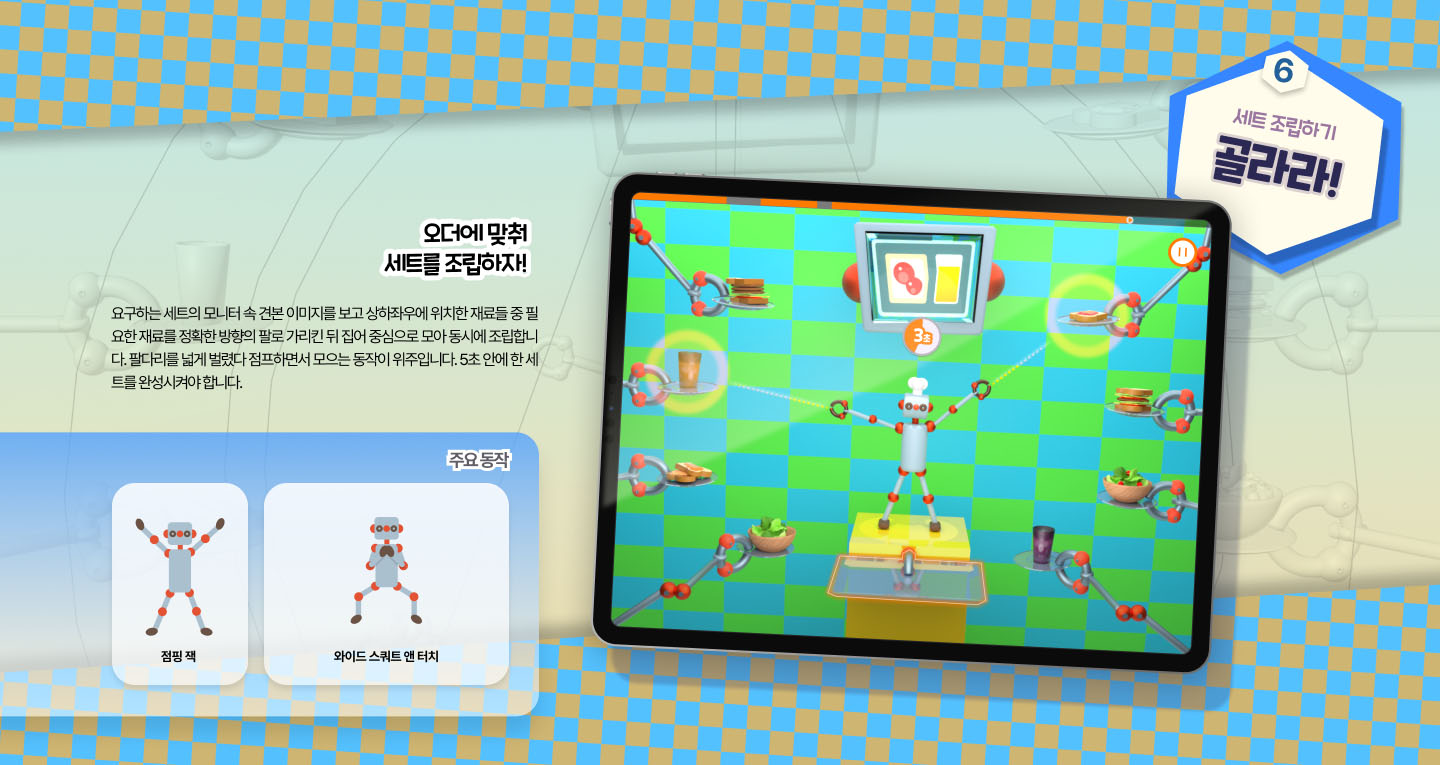 6
세트 조립하기
골라라!
오더에 맞춰
세트를 조립하자!
요구하는 세트의 모니터 속 견본 이미지를 보고 상하좌우에 위치한 재료들 중 필
요한 재료를 정확한 방향의 팔로 가리킨 뒤 집어 중심으로 모아 동시에 조립합니
다. 팔다리를 넓게 벌렸다 점프하면서 모으는 동작이 위주입니다. 5초 안에 한 세
트를 완성시켜야 합니다.
3초
주요 동작
점핑 잭
와이드 스쿼트 앤 터치